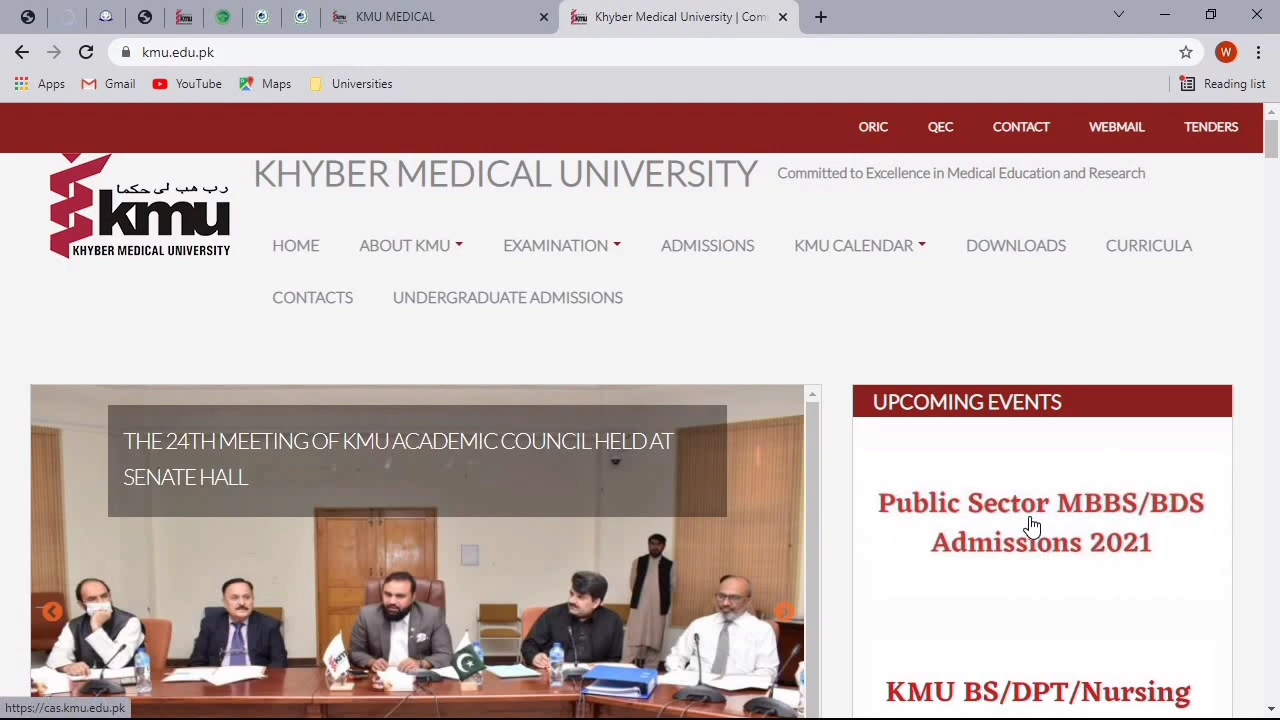 KMU MEDICAL
Khyber Medical University | Com
kmu.edu.pk
W
Apps
Gmail
YouTube
Maps
Universities
Reading list
ORIC
QEC
CONTACT
WEBMAIL
TENDERS
رب هب لى حكما
kmu
KHYBER MEDICAL UNIVERSITY
KHYBER MEDICAL UNIVERSITY
Committed to Excellence in Medical Education and Research
HOME
ABOUT KMU
EXAMINATION
ADMISSIONS
KMU CALENDAR
DOWNLOADS
CURRICULA
CONTACTS
UNDERGRADUATE ADMISSIONS
THE 24TH MEETING OF KMU ACADEMIC COUNCIL HELD AT
SENATE HALL
UPCOMING EVENTS
Public Sector MBBS/BDS
Admissions 2021
KMU BS/DPT/Nursing
https://cas.kmu.edu.pk